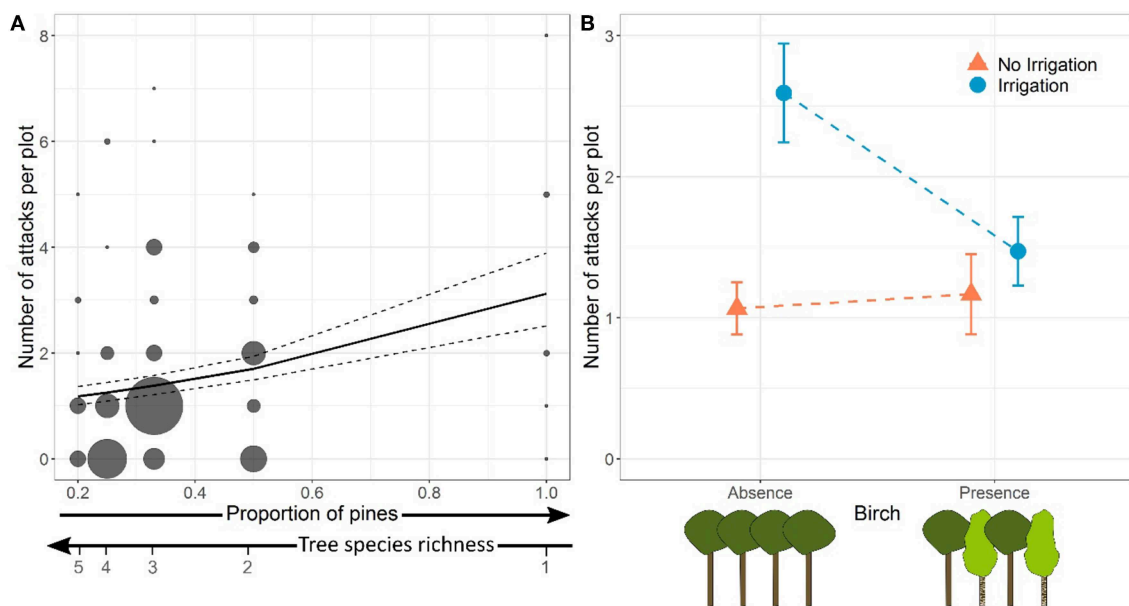 A
Number of attacks per plot
8
6
4
2
0
0.2 0.4 0.6 0.8 1.0
Proportion of pines
Tree species richness
5 4 3 2 1
B
Number of attacks per plot
3
2
1
0
No Irrigation
Irrigation
Absence Presence
Birch